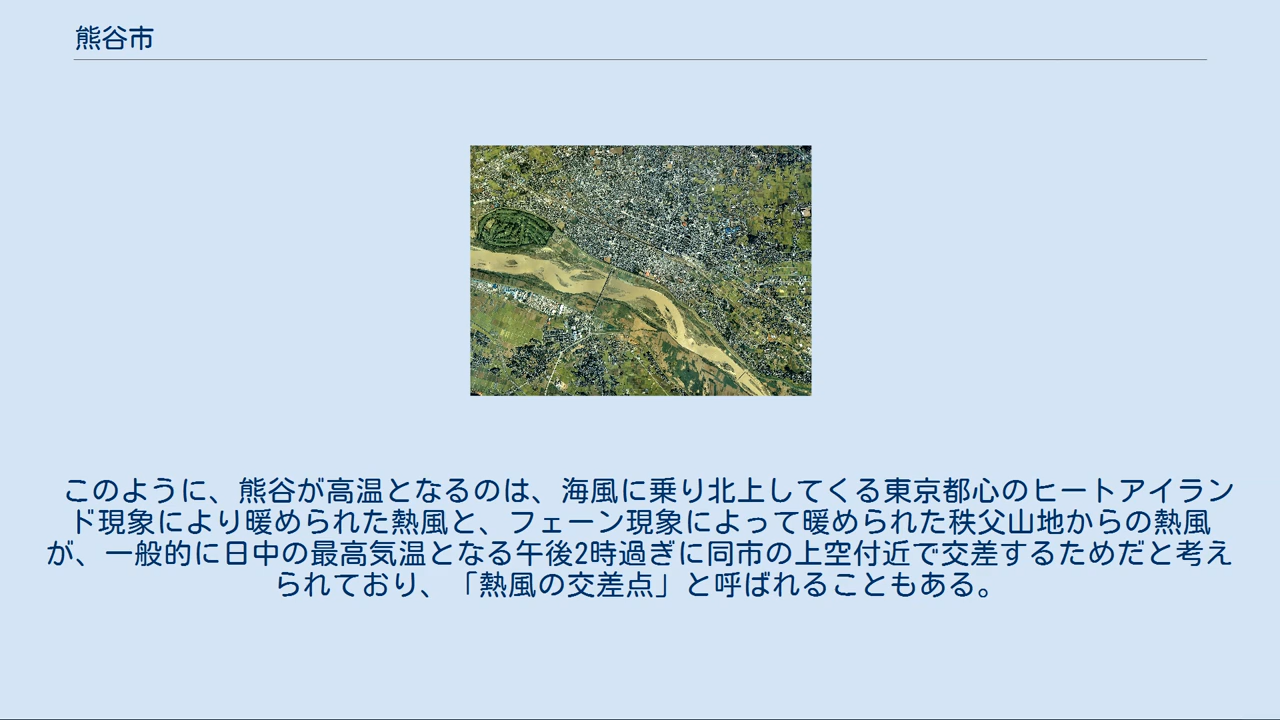 熊谷市
このように、熊谷が高温となるのは、海風に乗り北上してくる東京都心のヒートアイラン
ド現象により暖められた熱風と、フェーン現象によって暖められた秩父山地からの熱風
が、一般的に日中の最高気温となる午後2時過ぎに同市の上空付近で交差するためだと考え
られており、「熱風の交差点」と呼ばれることもある。